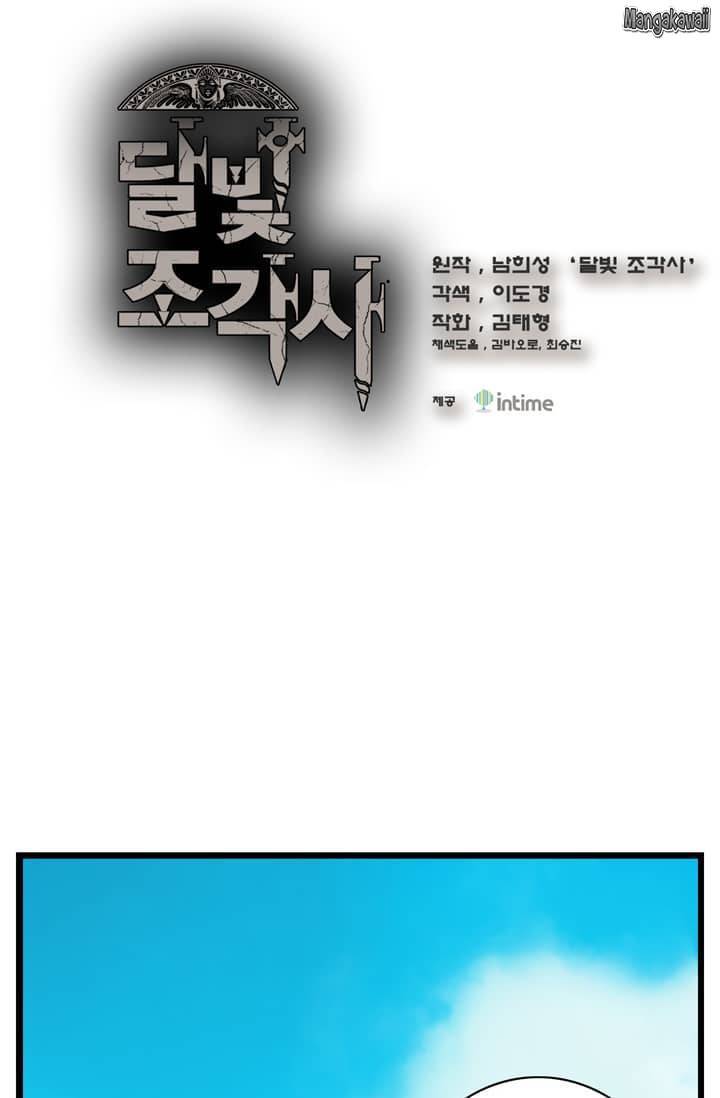 Mangakawaii
달빛
조각사
원작 , 남희성 '달빛 조각사'
각색 , 이도경
작화 , 김태형
채색도움 , 김바오로, 최승진
제공 intime